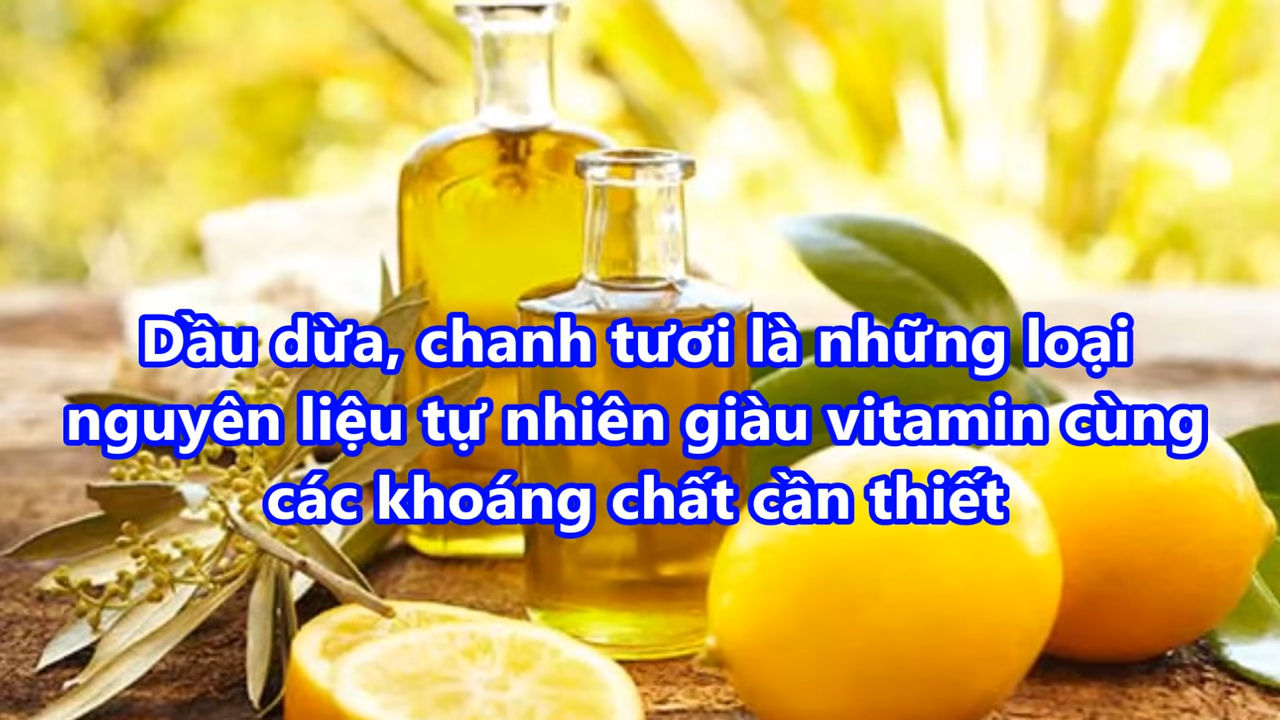 Dầu dừa, chanh tươi là những loại
nguyên liệu tự nhiên giàu vitamin cùng
các khoáng chất cần thiết